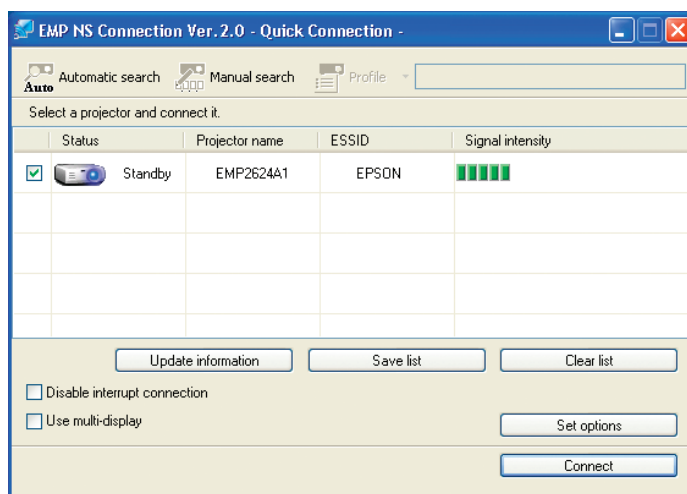 EMP NS Connection Ver. 2.0 - Quick Connection -
Auto Automatic search Manual search Profile
Select a projector and connect it.
Status Projector name ESSID Signal intensity
Standby EMP2624A1 EPSON
Update information Save list Clear list
Disable interrupt connection
Use multi-display
Set options
Connect